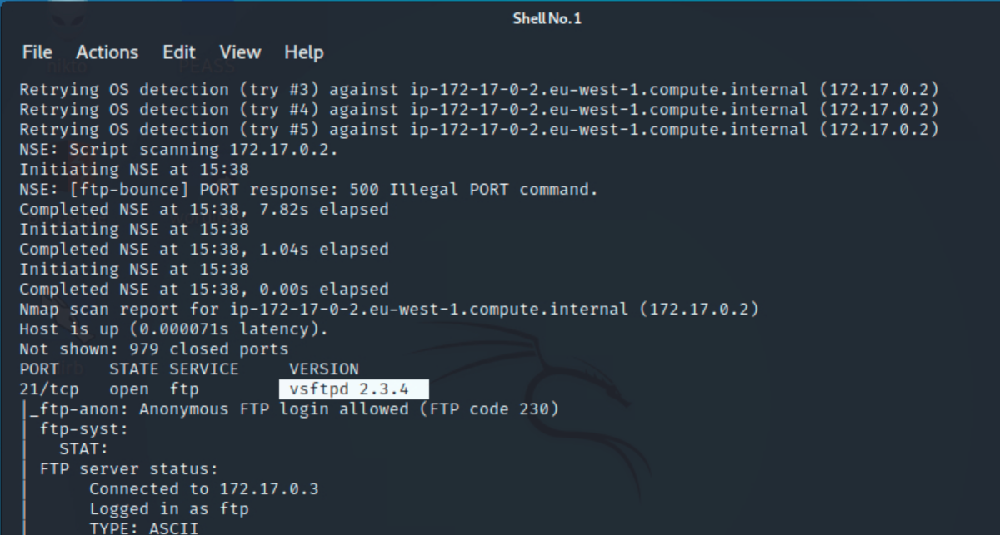 Shell No.1
File Actions Edit View Help
Retrying OS detection (try #3) against ip-172-17-0-2.eu-west-1.compute.internal (172.17.0.2)
Retrying OS detection (try #4) against ip-172-17-0-2.eu-west-1.compute.internal (172.17.0.2)
Retrying OS detection (try #5) against ip-172-17-0-2.eu-west-1.compute.internal (172.17.0.2)
NSE: Script scanning 172.17.0.2.
Initiating NSE at 15:38
NSE: [ftp-bounce] PORT response: 500 Illegal PORT command.
Completed NSE at 15:38, 7.82s elapsed
Initiating NSE at 15:38
Completed NSE at 15:38, 1.04s elapsed
Initiating NSE at 15:38
Completed NSE at 15:38, 0.00s elapsed
Nmap scan report for ip-172-17-0-2.eu-west-1.compute.internal (172.17.0.2)
Host is up (0.000071s latency).
Not shown: 979 closed ports
PORT     STATE SERVICE     VERSION
21/tcp   open  ftp         vsftpd 2.3.4
|_ftp-anon: Anonymous FTP login allowed (FTP code 230)
| ftp-syst:
|   STAT:
| FTP server status:
|      Connected to 172.17.0.3
|      Logged in as ftp
|      TYPE: ASCII